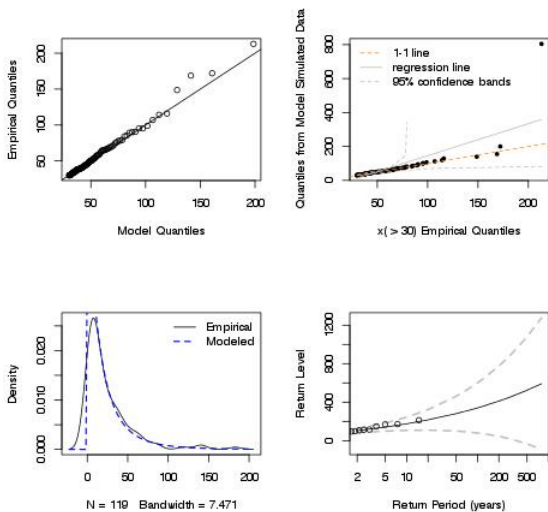 Empirical Quantiles
200
150
100
50
50 100 150 200
Model Quantiles
Quantiles from Model Simulated Data
800
600
400
200
0
1-1 line
regression line
95% confidence bands
50 100 150 200
x( > 30) Empirical Quantiles
Density
0.020
0.010
0.000
Empirical
Modeled
0 50 100 150 200
N = 119 Bandwidth = 7.471
Return Level
1200
800
400
0
2 5 10 50 200 500
Return Period (years)